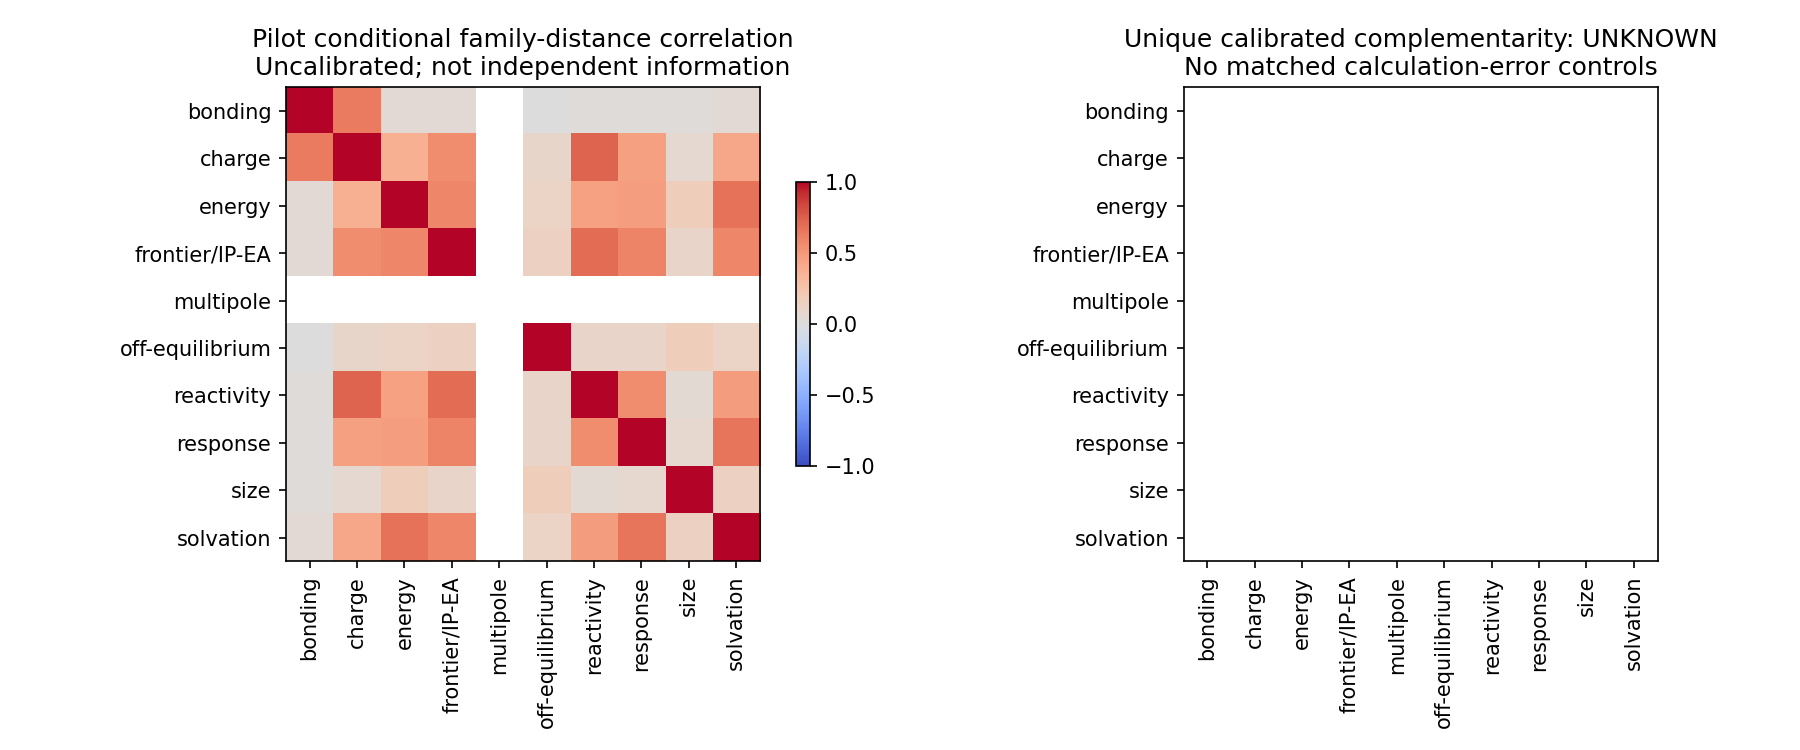 Pilot conditional family-distance correlation
Uncalibrated; not independent information
bonding
charge
energy
frontier/IP-EA
multipole
off-equilibrium
reactivity
response
size
solvation
bonding
charge
energy
frontier/IP-EA
multipole
off-equilibrium
reactivity
response
size
solvation
1.0
0.5
0.0
−0.5
−1.0
Unique calibrated complementarity: UNKNOWN
No matched calculation-error controls
bonding
charge
energy
frontier/IP-EA
multipole
off-equilibrium
reactivity
response
size
solvation
bonding
charge
energy
frontier/IP-EA
multipole
off-equilibrium
reactivity
response
size
solvation